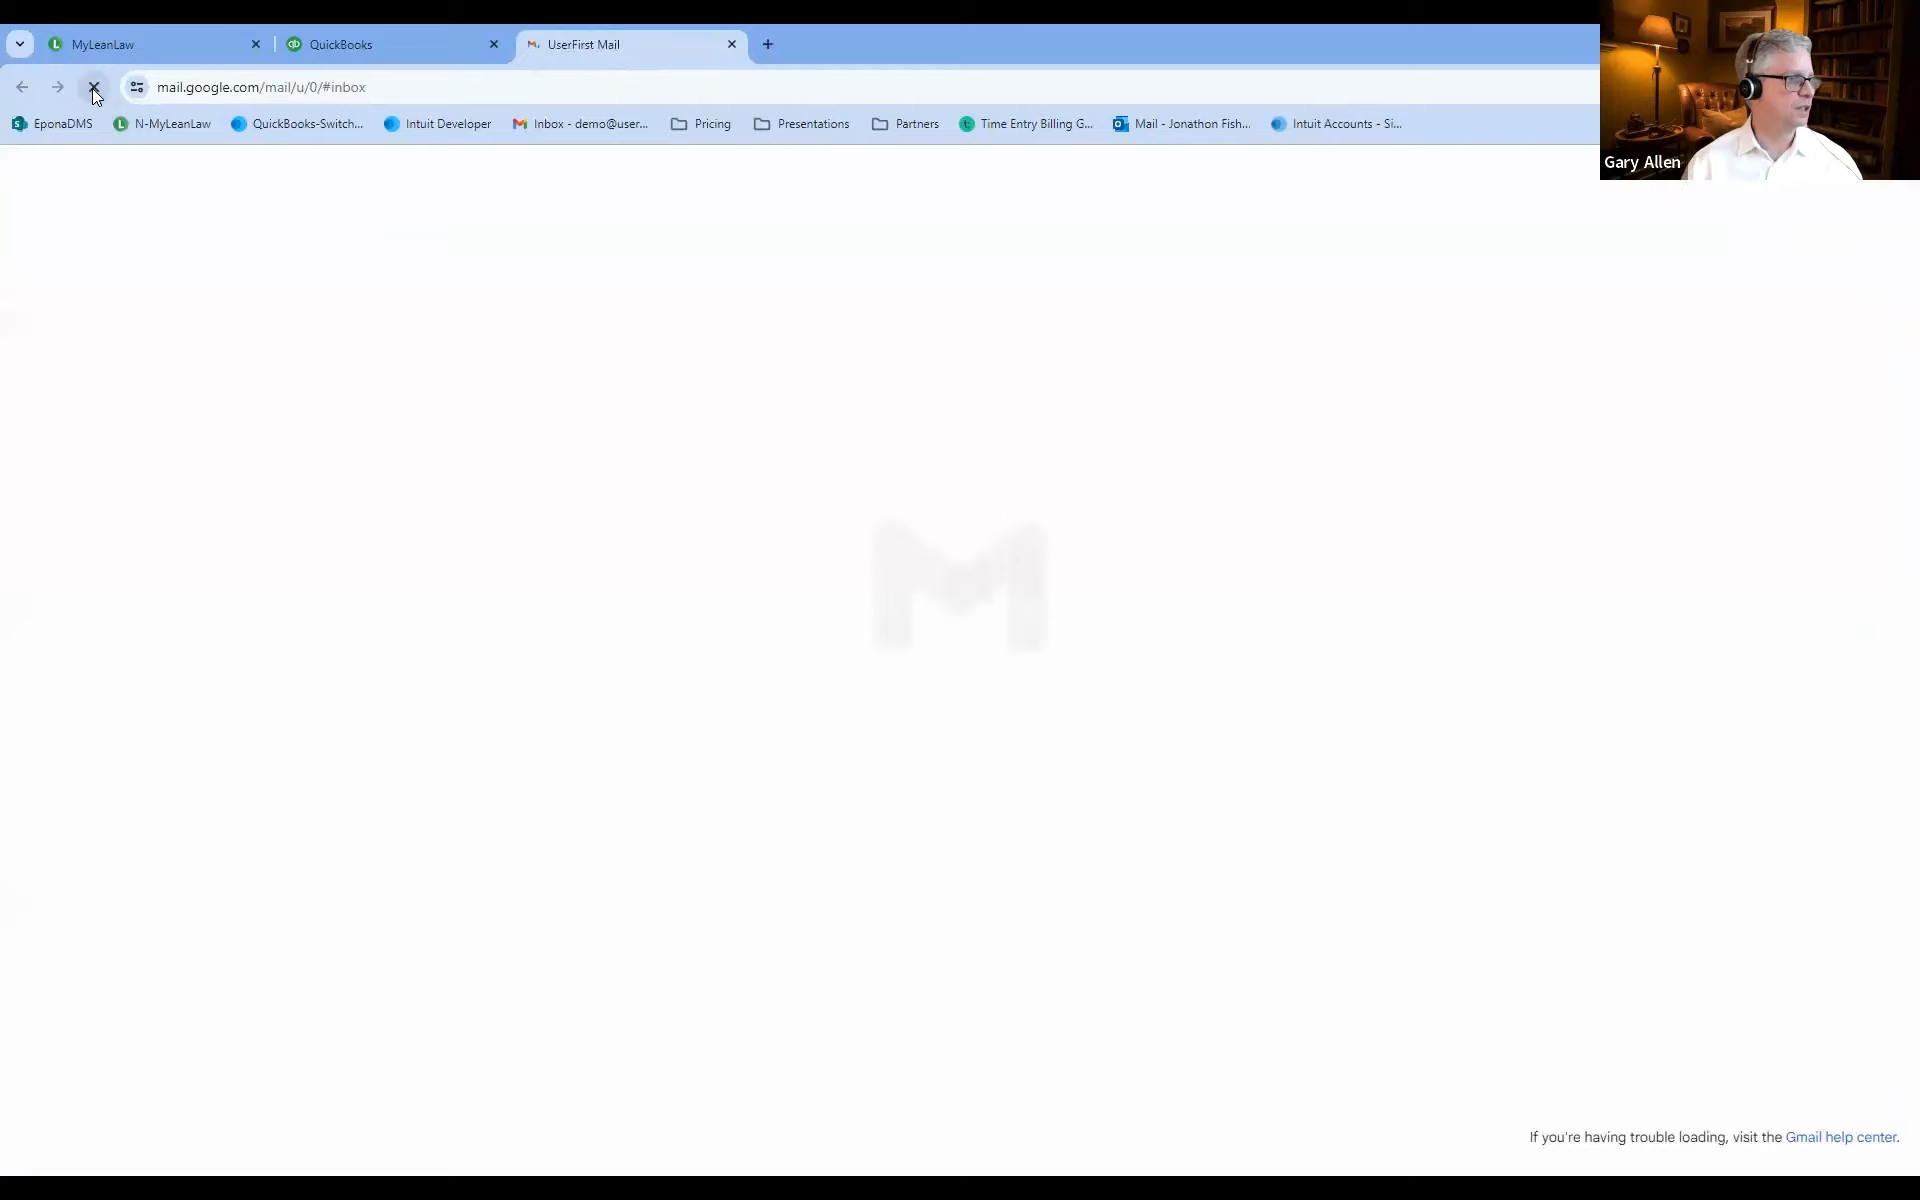 MyLeanLaw
QuickBooks
UserFirst Mail
mail.google.com/mail/u/0/#inbox
EponaDMS
N-MyLeanLaw
QuickBooks-Switch...
Intuit Developer
Inbox - demo@user...
Pricing
Presentations
Partners
Time Entry Billing G...
Mail - Jonathon Fish...
Intuit Accounts - Si...
Gary Allen
If you're having trouble loading, visit the Gmail help center.